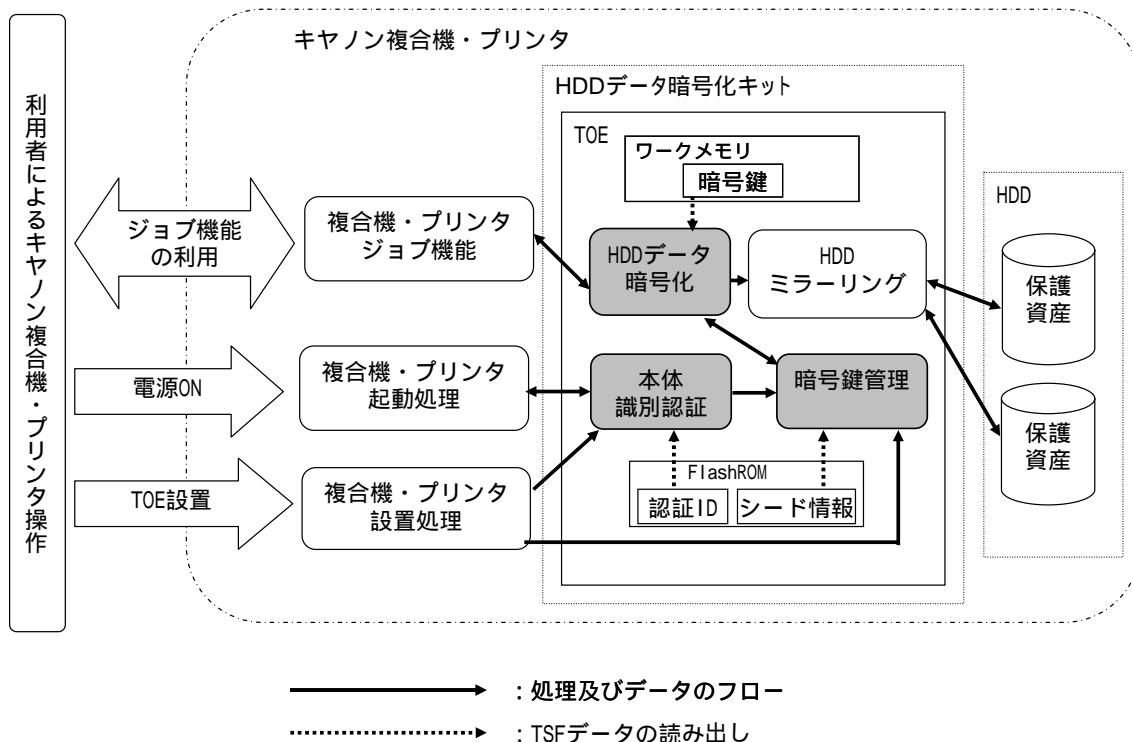 キヤノン複合機・プリンタ
HDDデータ暗号化キット
利用者によるキヤノン複合機・プリンタ操作
TOE
ワークメモリ
暗号鍵
HDD
ジョブ機能
の利用
複合機・プリンタ
ジョブ機能
HDDデータ
暗号化
HDD
ミラーリング
保護
資産
電源ON
複合機・プリンタ
起動処理
本体
識別認証
暗号鍵管理
保護
資産
TOE設置
複合機・プリンタ
設置処理
FlashROM
認証ID
シード情報
：処理及びデータのフロー
：TSFデータの読み出し